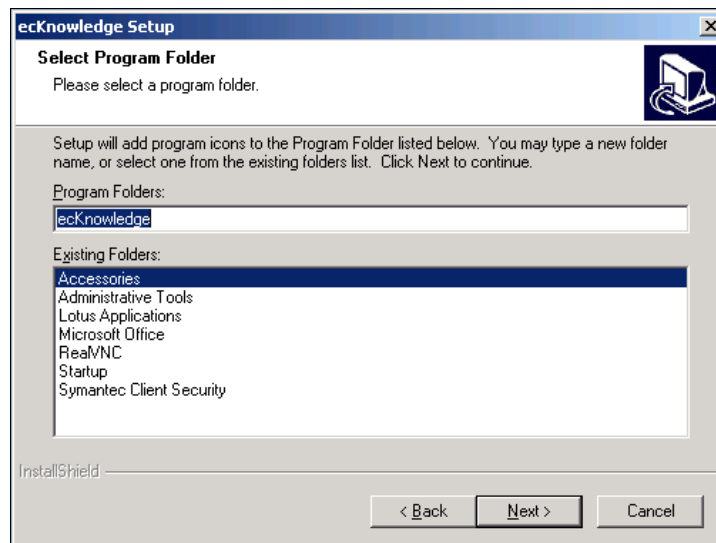 ecKnowledge Setup
Select Program Folder
Please select a program folder.
Setup will add program icons to the Program Folder listed below. You may type a new folder
name, or select one from the existing folders list. Click Next to continue.
Program Folders:
ecKnowledge
Existing Folders:
Accessories
Administrative Tools
Lotus Applications
Microsoft Office
RealVNC
Startup
Symantec Client Security
InstallShield
< Back Next > Cancel